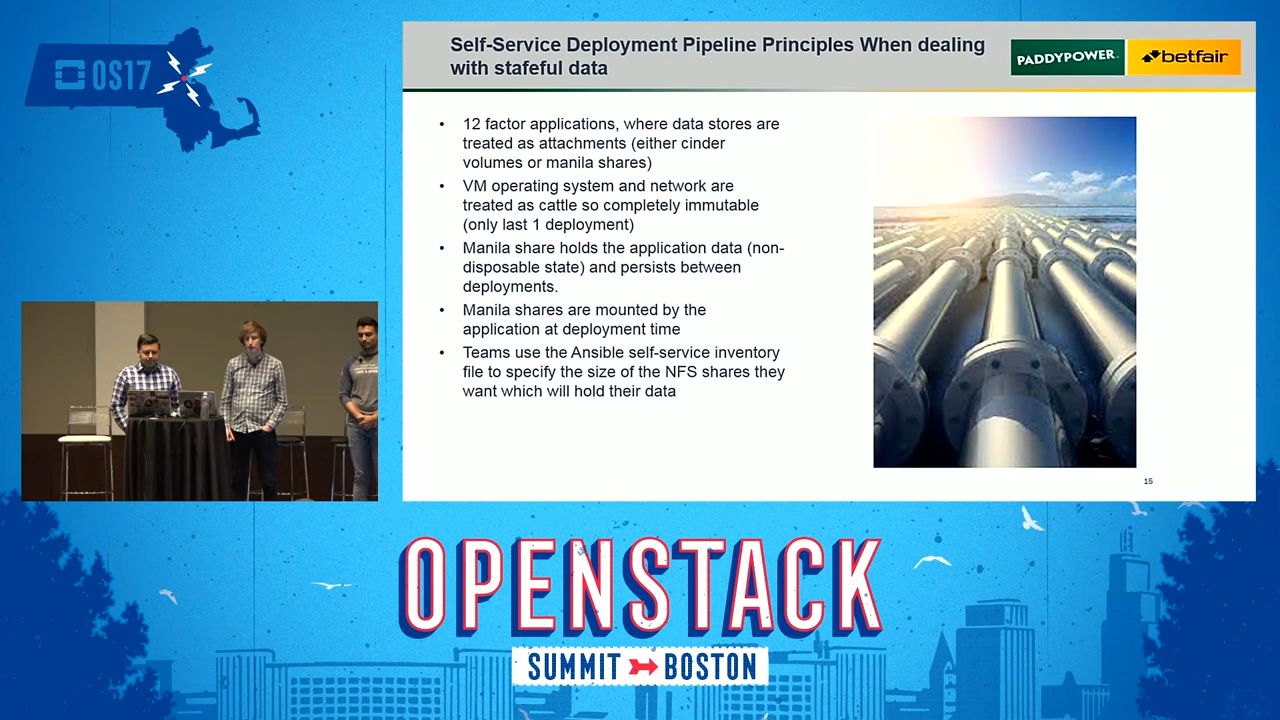 OS17
Self-Service Deployment Pipeline Principles When dealing
with stafeful data
PADDYPOWER.
betfair
• 12 factor applications, where data stores are
treated as attachments (either cinder
volumes or manila shares)
• VM operating system and network are
treated as cattle so completely immutable
(only last 1 deployment)
• Manila share holds the application data (non-
disposable state) and persists between
deployments.
• Manila shares are mounted by the
application at deployment time
• Teams use the Ansible self-service inventory
file to specify the size of the NFS shares they
want which will hold their data
15
OPENSTACK
SUMMIT BOSTON